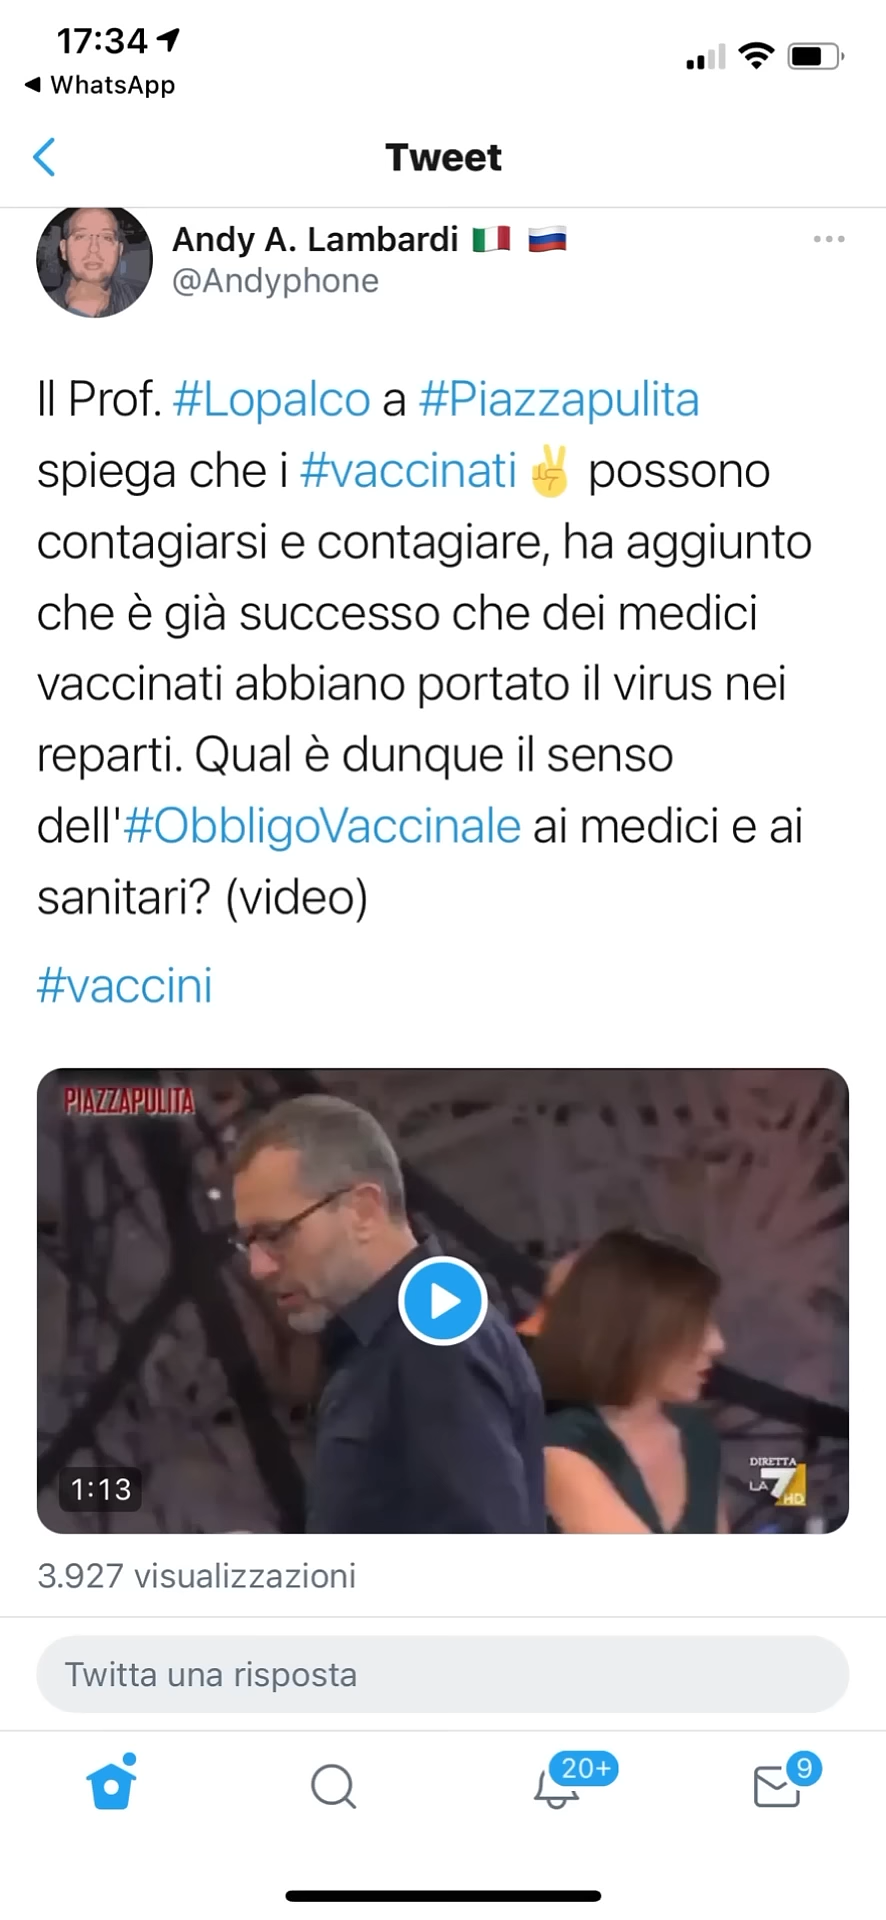 17:34
WhatsApp
Tweet
Andy A. Lambardi
@Andyphone
Il Prof. #Lopalco a #Piazzapulita
spiega che i #vaccinati possono
contagiarsi e contagiare, ha aggiunto
che è già successo che dei medici
vaccinati abbiano portato il virus nei
reparti. Qual è dunque il senso
dell'#ObbligoVaccinale ai medici e ai
sanitari? (video)
#vaccini
PIAZZAPULITA
DIRETTA
LA7
HD
1:13
3.927 visualizzazioni
Twitta una risposta
20+
9